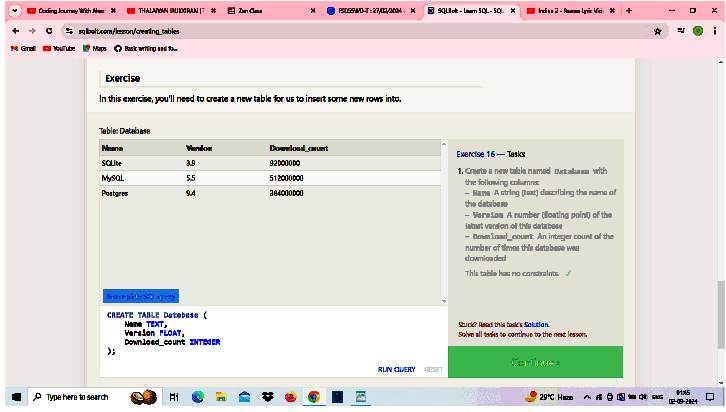 Coding Journey With Akas
THALAIVAN IRUKKIRAN | T
Zen Class
FSD55WD-T : 27/02/2024 -
SQLBolt - Learn SQL - SQL
Indian 2 - Paaraa Lyric Vide
sqlbolt.com/lesson/creating_tables
Gmail
YouTube
Maps
Basic writing and fo...
Exercise
In this exercise, you'll need to create a new table for us to insert some new rows into.
Table: Database
Name Version Download_count
SQLite 3.9 92000000
MySQL 5.5 512000000
Postgres 9.4 384000000
CREATE TABLE Database (
Name TEXT,
Version FLOAT,
Download_count INTEGER
);
RUN QUERY RESET
Exercise 16 — Tasks
1. Create a new table named Database with
the following columns:
– Name A string (text) describing the name of
the database
– Version A number (floating point) of the
latest version of this database
– Download_count An integer count of the
number of times this database was
downloaded
This table has no constraints. ✓
Stuck? Read this task's Solution.
Solve all tasks to continue to the next lesson.
Continue ›
Type here to search
29°C Haze
ENG
01:45
02-09-2024